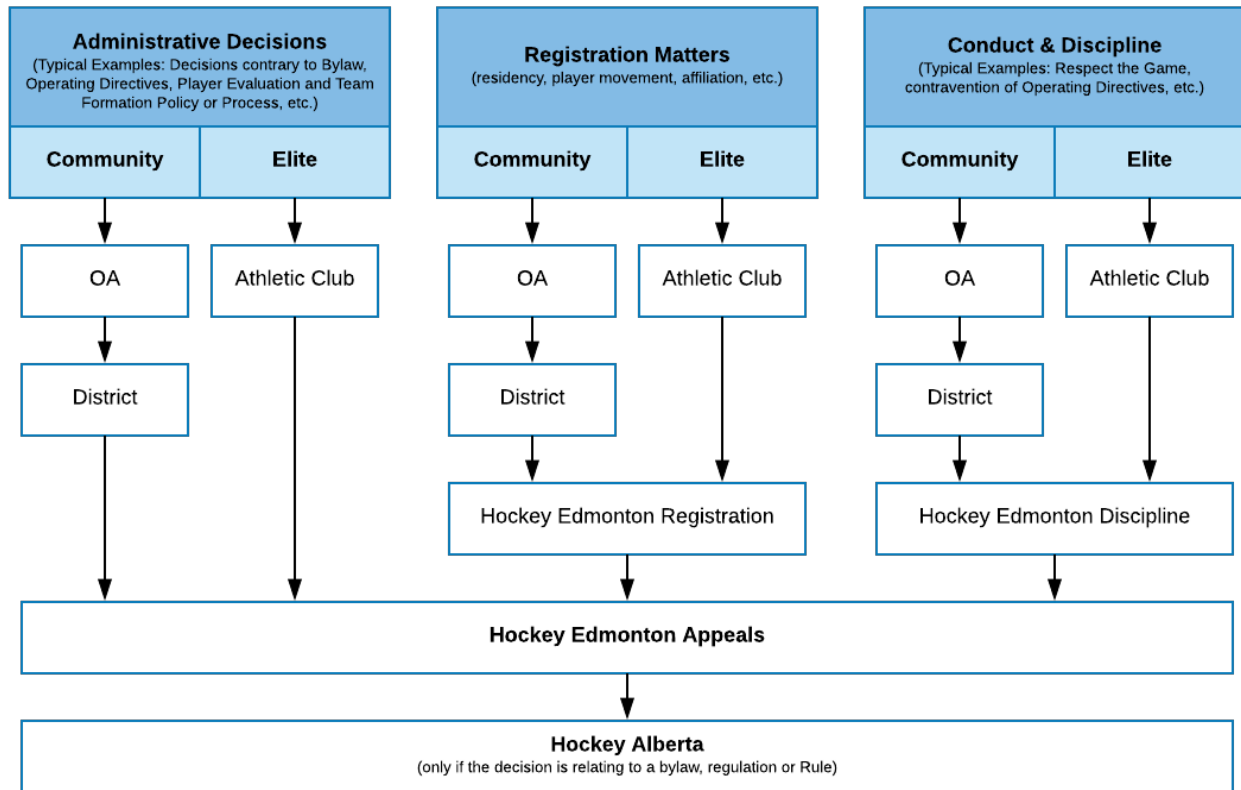 Administrative Decisions
(Typical Examples: Decisions contrary to Bylaw,
Operating Directives, Player Evaluation and Team
Formation Policy or Process, etc.)
Community
Elite
OA
Athletic Club
District
Registration Matters
(residency, player movement, affiliation, etc.)
Community
Elite
OA
Athletic Club
District
Hockey Edmonton Registration
Conduct & Discipline
(Typical Examples: Respect the Game,
contravention of Operating Directives, etc.)
Community
Elite
OA
Athletic Club
District
Hockey Edmonton Discipline
Hockey Edmonton Appeals
Hockey Alberta
(only if the decision is relating to a bylaw, regulation or Rule)